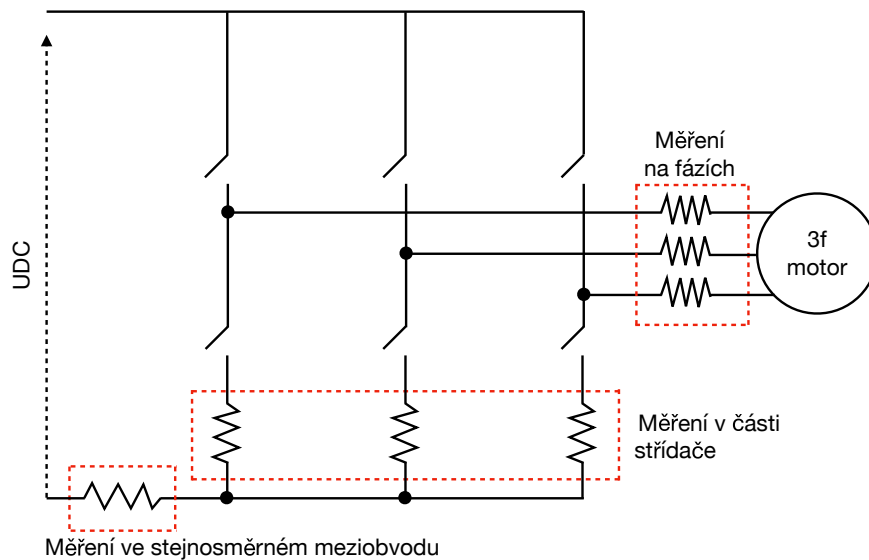 Měření
na fázích
UDC
3f
motor
Měření v části
střídače
Měření ve stejnosměrném meziobvodu